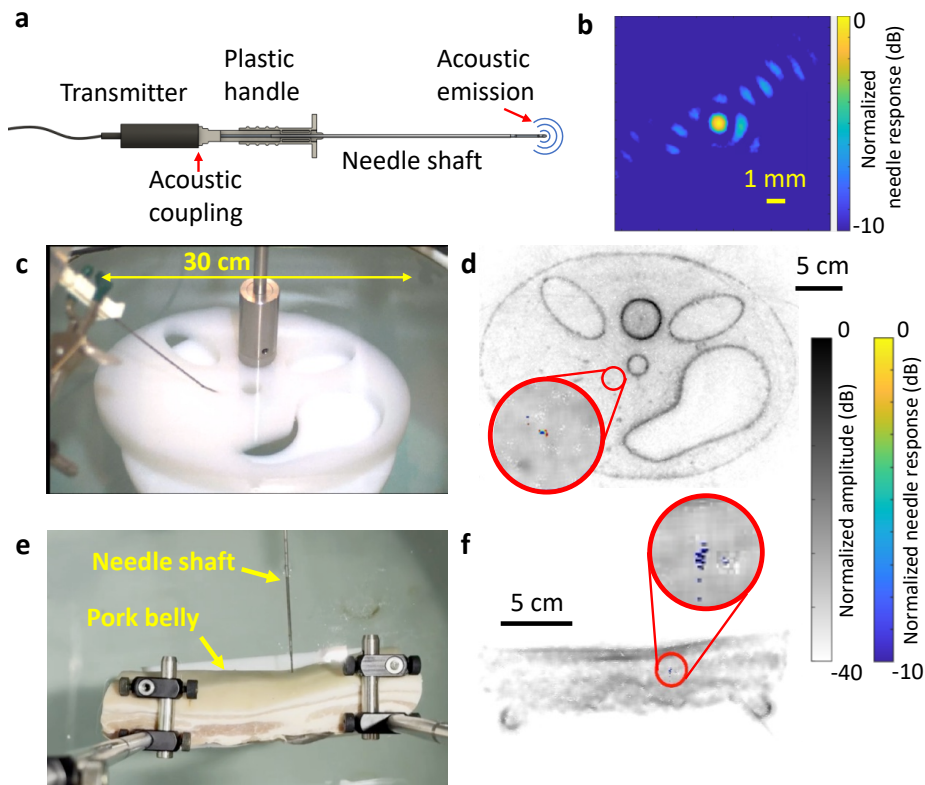 a
Transmitter
Plastic
handle
Acoustic
emission
Acoustic
coupling
Needle shaft
b
1 mm
0
-10
Normalized
needle response (dB)
c
30 cm
d
5 cm
0
-40
Normalized amplitude (dB)
0
-10
Normalized needle response (dB)
e
Needle shaft
Pork belly
f
5 cm